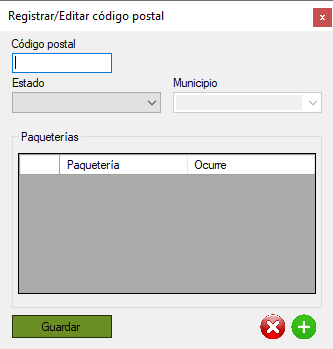 Registrar/Editar código postal
x
Código postal
Estado
Municipio
Paqueterías
Paquetería
Ocurre
Guardar